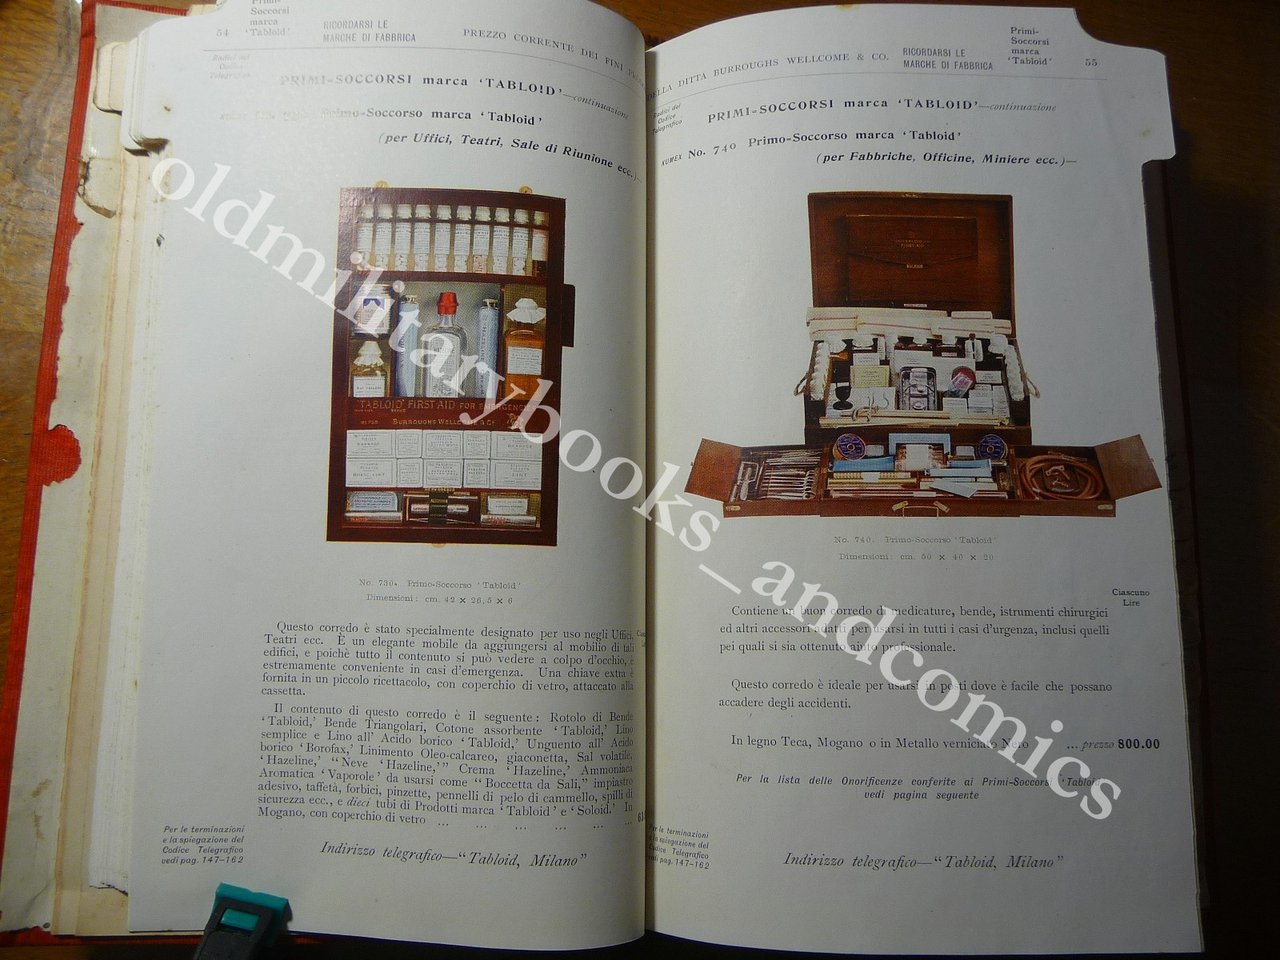 Primi-
Soccorsi
marca
'Tabloid'
54
RICORDARSI LE
MARCHE DI FABBRICA
PREZZO CORRENTE DEI FINI
Radici del
Codice
Telegrafico
PRIMI-SOCCORSI marca 'TABLOID'—continuazione
Primo-Soccorso marca 'Tabloid'
(per Uffici, Teatri, Sale di Riunione ecc.)—
'TABLOID' FIRST AID FOR EMERGENCIES
BURROUGHS WELLCOME & CO.
No. 730. Primo-Soccorso 'Tabloid'
Dimensioni: cm. 42 × 26,5 × 6
Questo corredo è stato specialmente designato per uso negli Uffici,
Teatri ecc. È un elegante mobile da aggiungersi al mobilio di tali
edifici, e poichè tutto il contenuto si può vedere a colpo d'occhio, è
estremamente conveniente in casi d'emergenza. Una chiave extra è
fornita in un piccolo ricettacolo, con coperchio di vetro, attaccato alla
cassetta.
Il contenuto di questo corredo è il seguente: Rotolo di Bende
'Tabloid,' Bende Triangolari, Cotone assorbente 'Tabloid,' Lino
semplice e Lino all' Acido borico 'Tabloid,' Unguento all' Acido
borico 'Borofax,' Linimento Oleo-calcareo, giaconetta, Sal volatile,
'Hazeline,' "Neve 'Hazeline,'" Crema 'Hazeline,' Ammoniaca
Aromatica 'Vaporole' da usarsi come "Boccetta da Sali," impiastro
adesivo, taffetà, forbici, pinzette, pennelli di pelo di cammello, spilli di
sicurezza ecc., e dieci tubi di Prodotti marca 'Tabloid' e 'Soloid.' In
Mogano, con coperchio di vetro ... ... ... ... ... ...
Per le terminazioni
e la spiegazione del
Codice Telegrafico
vedi pag. 147-162
Indirizzo telegrafico—"Tabloid, Milano"
DELLA DITTA BURROUGHS WELLCOME & CO.
RICORDARSI LE
MARCHE DI FABBRICA
Primi-
Soccorsi
marca
'Tabloid'
55
Radici del
Codice
Telegrafico
PRIMI-SOCCORSI marca 'TABLOID'—continuazione
XUMEX No. 740 Primo-Soccorso marca 'Tabloid'
(per Fabbriche, Officine, Miniere ecc.)—
No. 740. Primo-Soccorso 'Tabloid'
Dimensioni: cm. 50 × 40 × 20
Ciascuno
Lire
Contiene un buon corredo di medicature, bende, istrumenti chirurgici
ed altri accessori adatti per usarsi in tutti i casi d'urgenza, inclusi quelli
pei quali si sia ottenuto aiuto professionale.
Questo corredo è ideale per usarsi in posti dove è facile che possano
accadere degli accidenti.
In legno Teca, Mogano o in Metallo verniciato Nero ... prezzo 800.00
Per la lista delle Onorificenze conferite ai Primi-Soccorsi 'Tabloid'
vedi pagina seguente
Per le terminazioni
e la spiegazione del
Codice Telegrafico
vedi pag. 147-162
Indirizzo telegrafico—"Tabloid, Milano"
oldmilitarybooks_andcomics